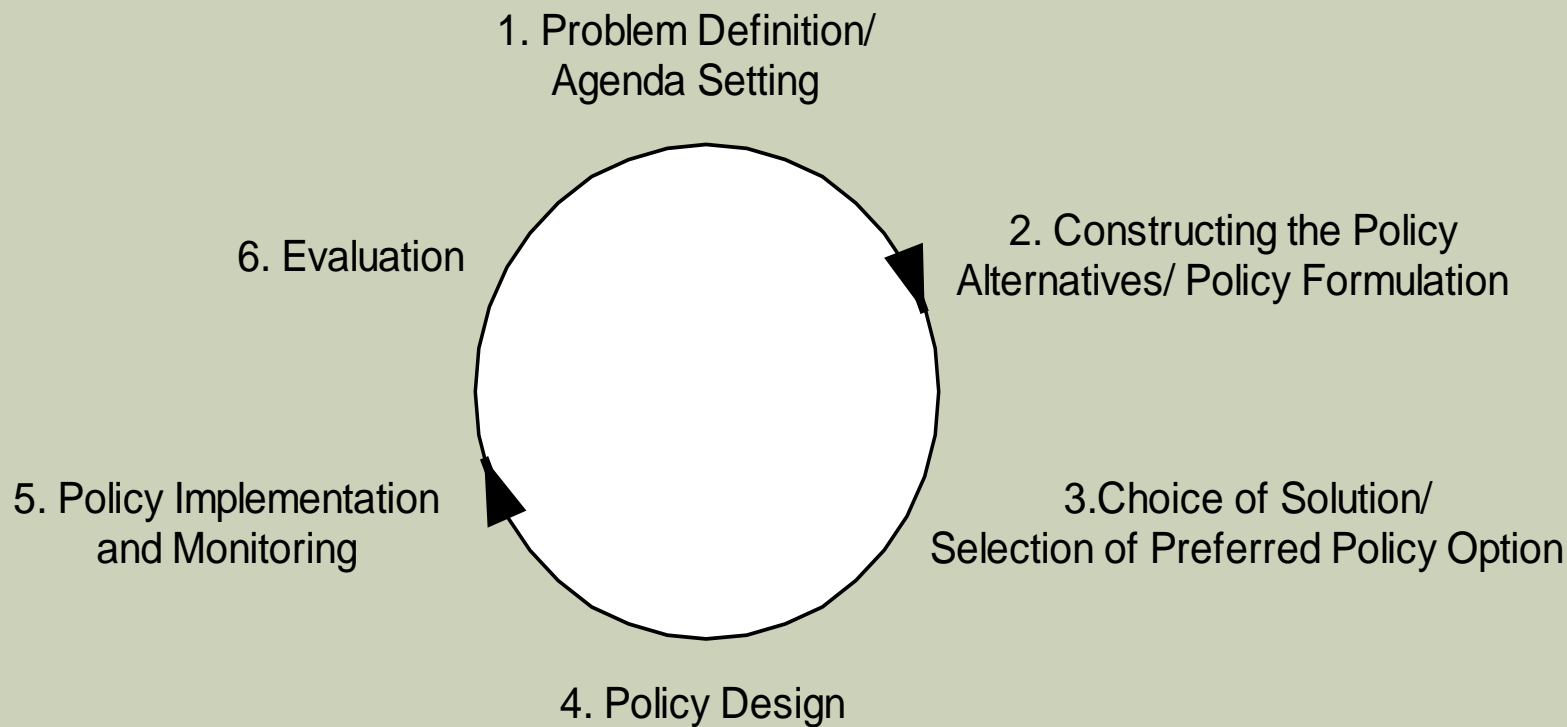 1. Problem Definition/
Agenda Setting
2. Constructing the Policy
Alternatives/ Policy Formulation
3.Choice of Solution/
Selection of Preferred Policy Option
4. Policy Design
5. Policy Implementation
and Monitoring
6. Evaluation